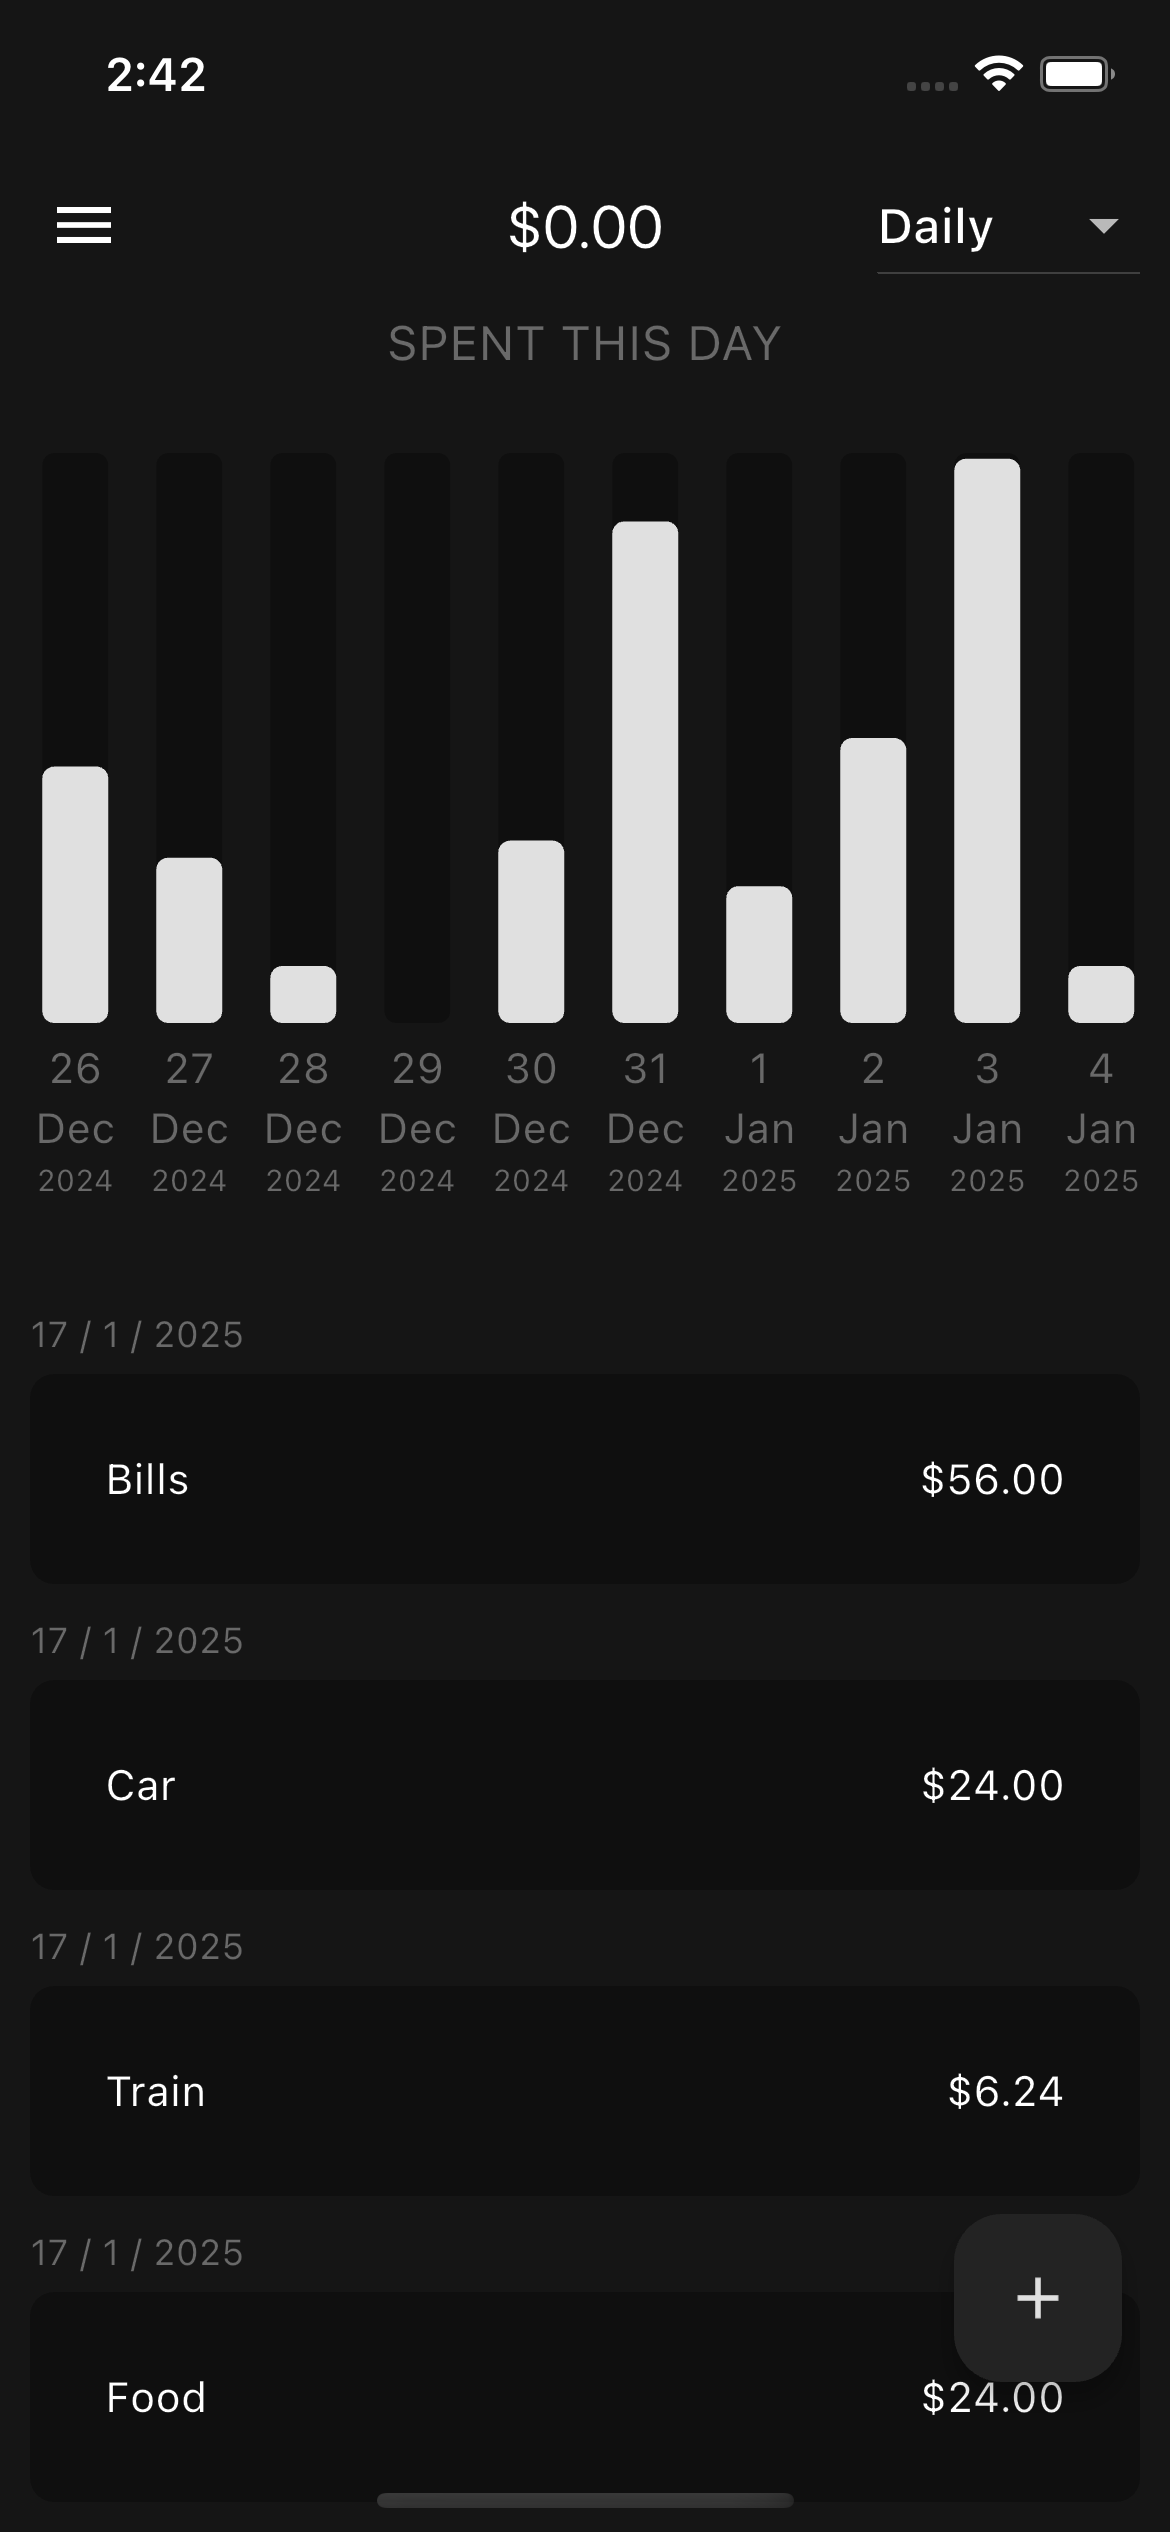 2:42
$0.00
Daily
SPENT THIS DAY
26 27 28 29 30 31 1 2 3 4
Dec Dec Dec Dec Dec Dec Jan Jan Jan Jan
2024 2024 2024 2024 2024 2024 2025 2025 2025 2025
17 / 1 / 2025
Bills $56.00
17 / 1 / 2025
Car $24.00
17 / 1 / 2025
Train $6.24
17 / 1 / 2025
+
Food $24.00